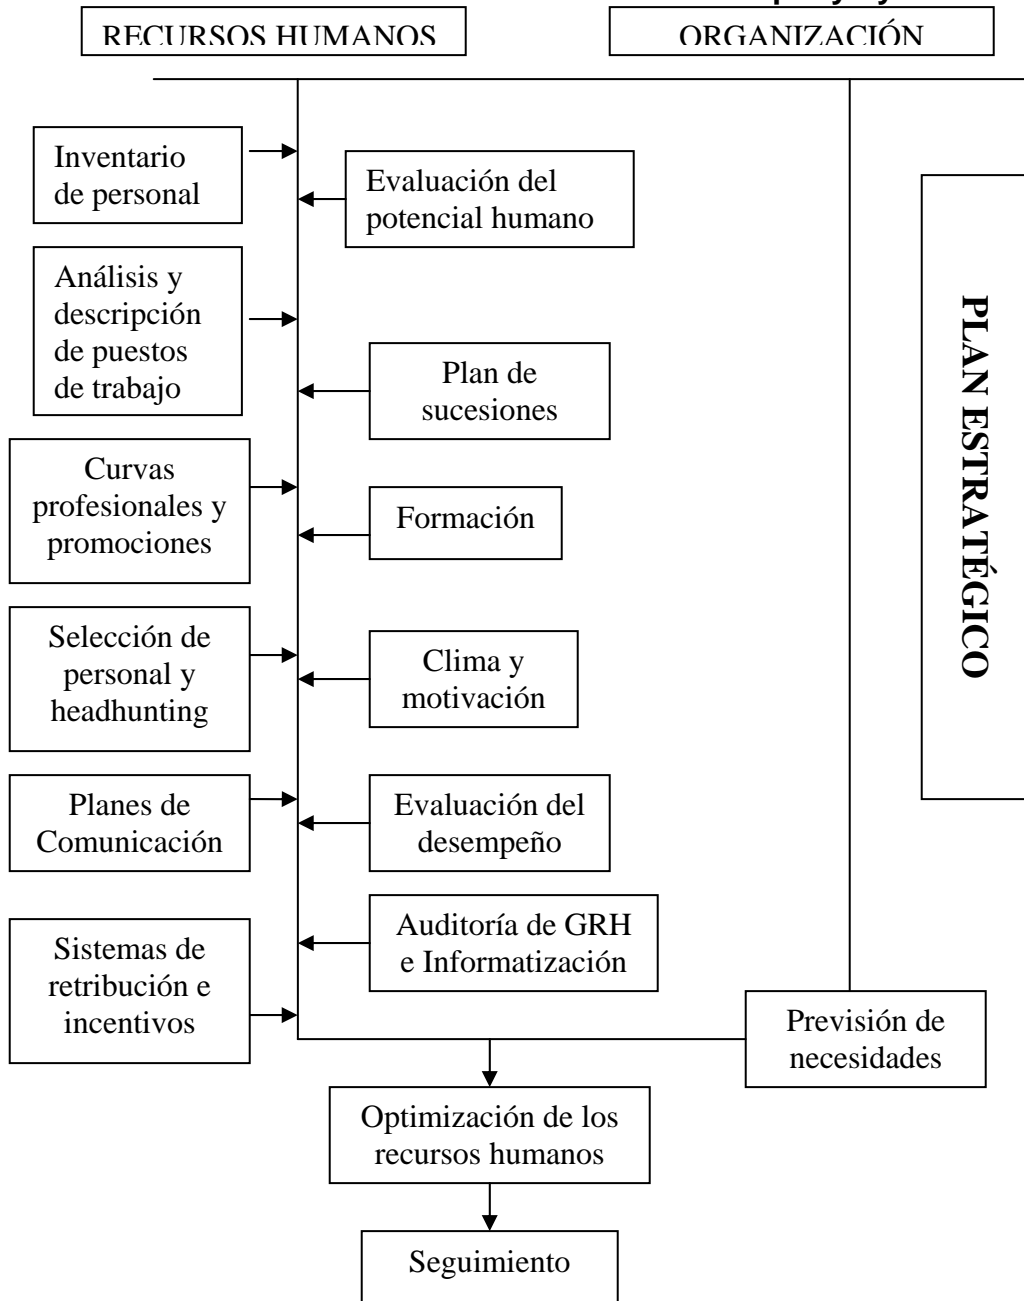 RECURSOS HUMANOS
ORGANIZACIÓN
Inventario
de personal
Evaluación del
potencial humano
Análisis y
descripción
de puestos
de trabajo
Plan de
sucesiones
Curvas
profesionales y
promociones
Formación
Selección de
personal y
headhunting
Clima y
motivación
Planes de
Comunicación
Evaluación del
desempeño
Auditoría de GRH
e Informatización
Sistemas de
retribución e
incentivos
Previsión de
necesidades
PLAN ESTRATÉGICO
Optimización de los
recursos humanos
Seguimiento